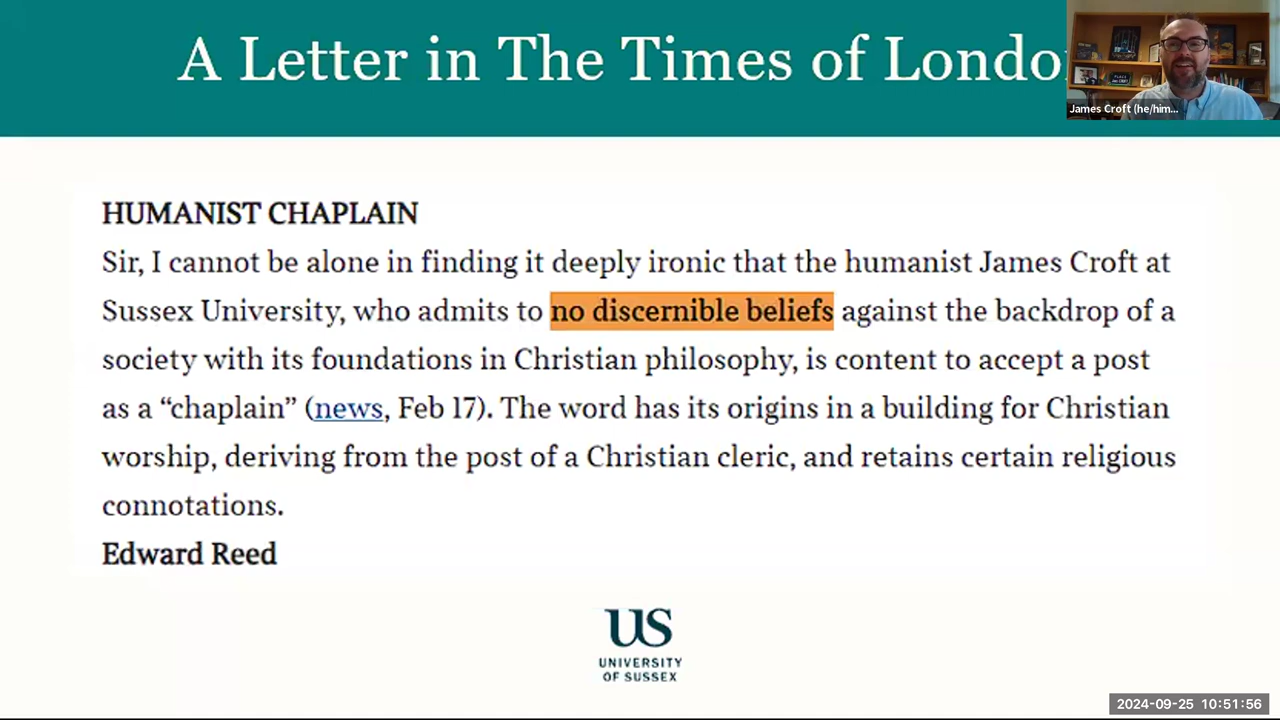 A Letter in The Times of Londo
James Croft (he/him...
HUMANIST CHAPLAIN
Sir, I cannot be alone in finding it deeply ironic that the humanist James Croft at
Sussex University, who admits to no discernible beliefs against the backdrop of a
society with its foundations in Christian philosophy, is content to accept a post
as a “chaplain” (news, Feb 17). The word has its origins in a building for Christian
worship, deriving from the post of a Christian cleric, and retains certain religious
connotations.
Edward Reed
US
UNIVERSITY
OF SUSSEX
2024-09-25 10:51:56